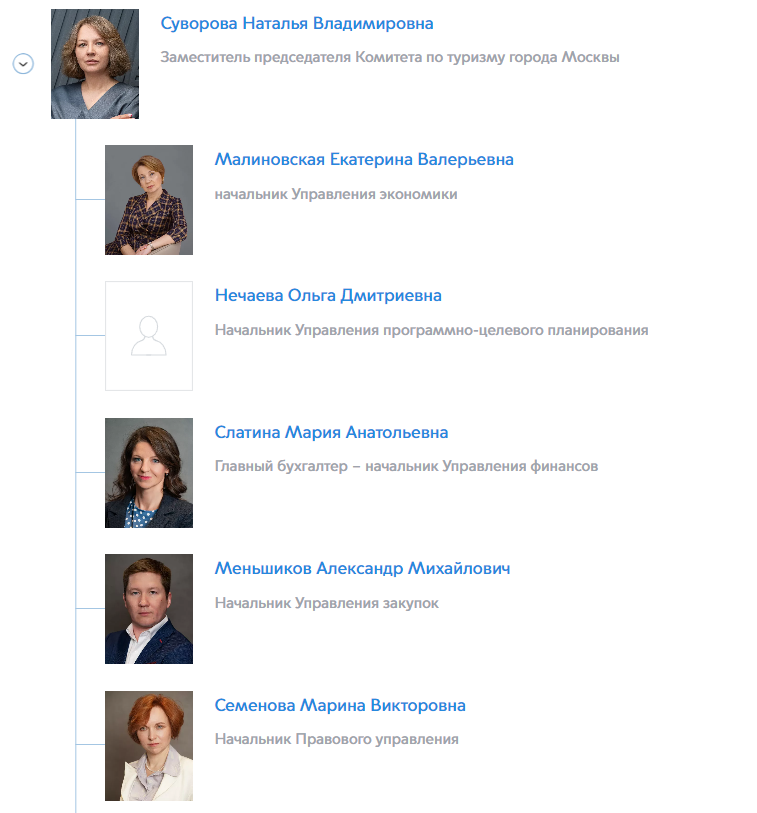 Суворова Наталья Владимировна
Заместитель председателя Комитета по туризму города Москвы
Малиновская Екатерина Валерьевна
начальник Управления экономики
Нечаева Ольга Дмитриевна
Начальник Управления программно-целевого планирования
Слатина Мария Анатольевна
Главный бухгалтер – начальник Управления финансов
Меньшиков Александр Михайлович
Начальник Управления закупок
Семенова Марина Викторовна
Начальник Правового управления